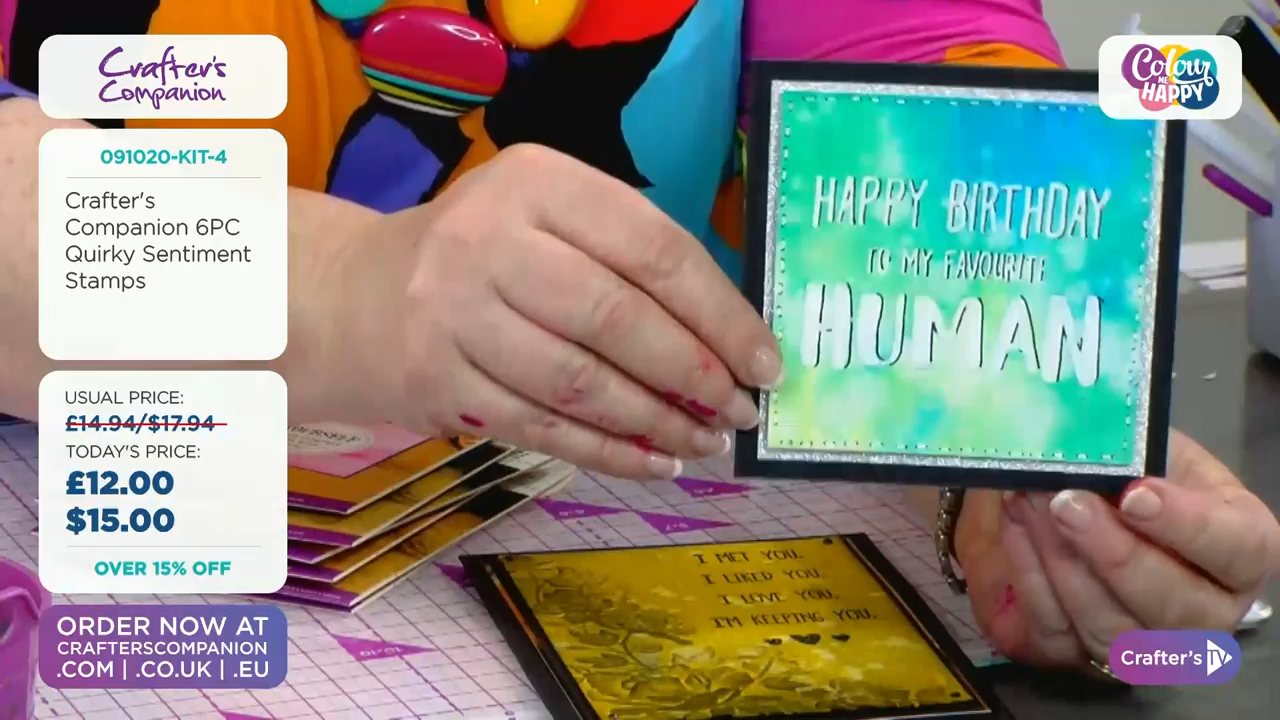 Crafter's
Companion
091020-KIT-4
Crafter's
Companion 6PC
Quirky Sentiment
Stamps
USUAL PRICE:
£14.94/$17.94
TODAY'S PRICE:
£12.00
$15.00
OVER 15% OFF
ORDER NOW AT
CRAFTERSCOMPANION
.COM | .CO.UK | .EU
Colour
ME
HAPPY
HAPPY BIRTHDAY
TO MY FAVOURITE
HUMAN
I MET YOU.
I LIKED YOU.
I LOVE YOU.
I'M KEEPING YOU.
Crafter's TV